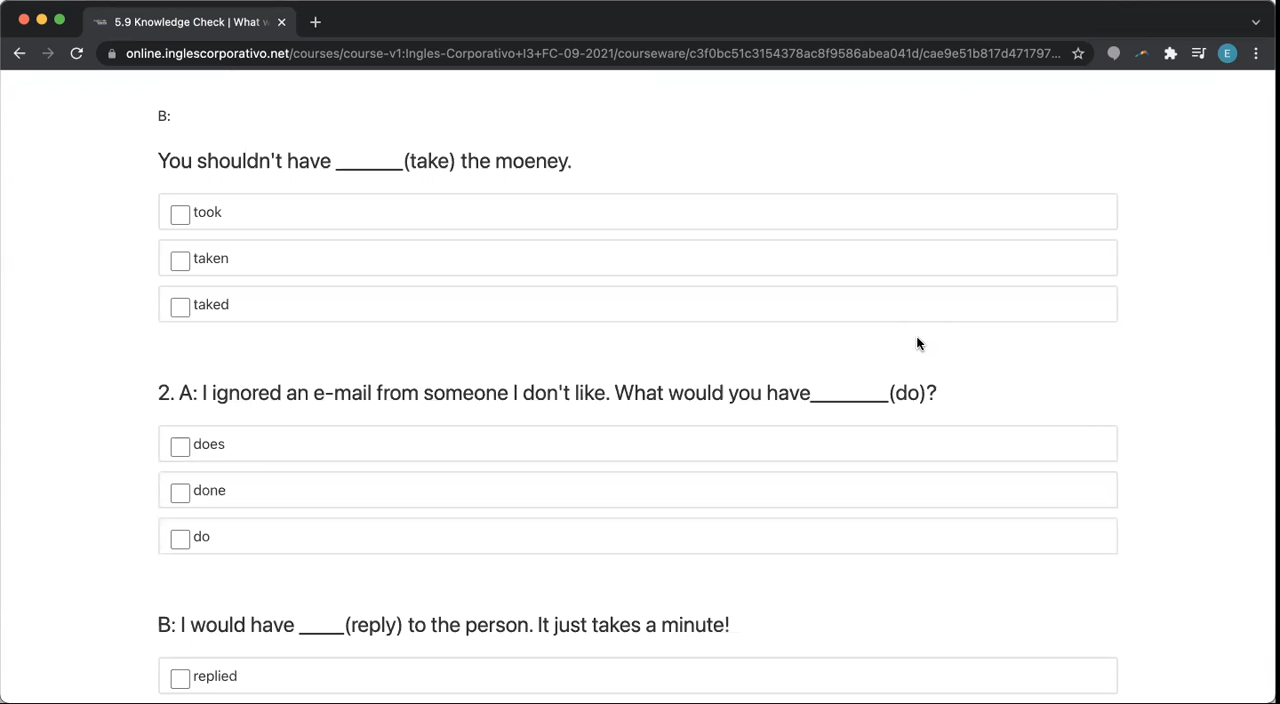 5.9 Knowledge Check | What
online.inglescorporativo.net/courses/course-v1:Ingles-Corporativo+I3+FC-09-2021/courseware/c3f0bc51c3154378ac8f9586abea041d/cae9e51b817d471797...
E
B:
You shouldn't have _______(take) the moeney.
took
taken
taked
2. A: I ignored an e-mail from someone I don't like. What would you have________(do)?
does
done
do
B: I would have _____(reply) to the person. It just takes a minute!
replied